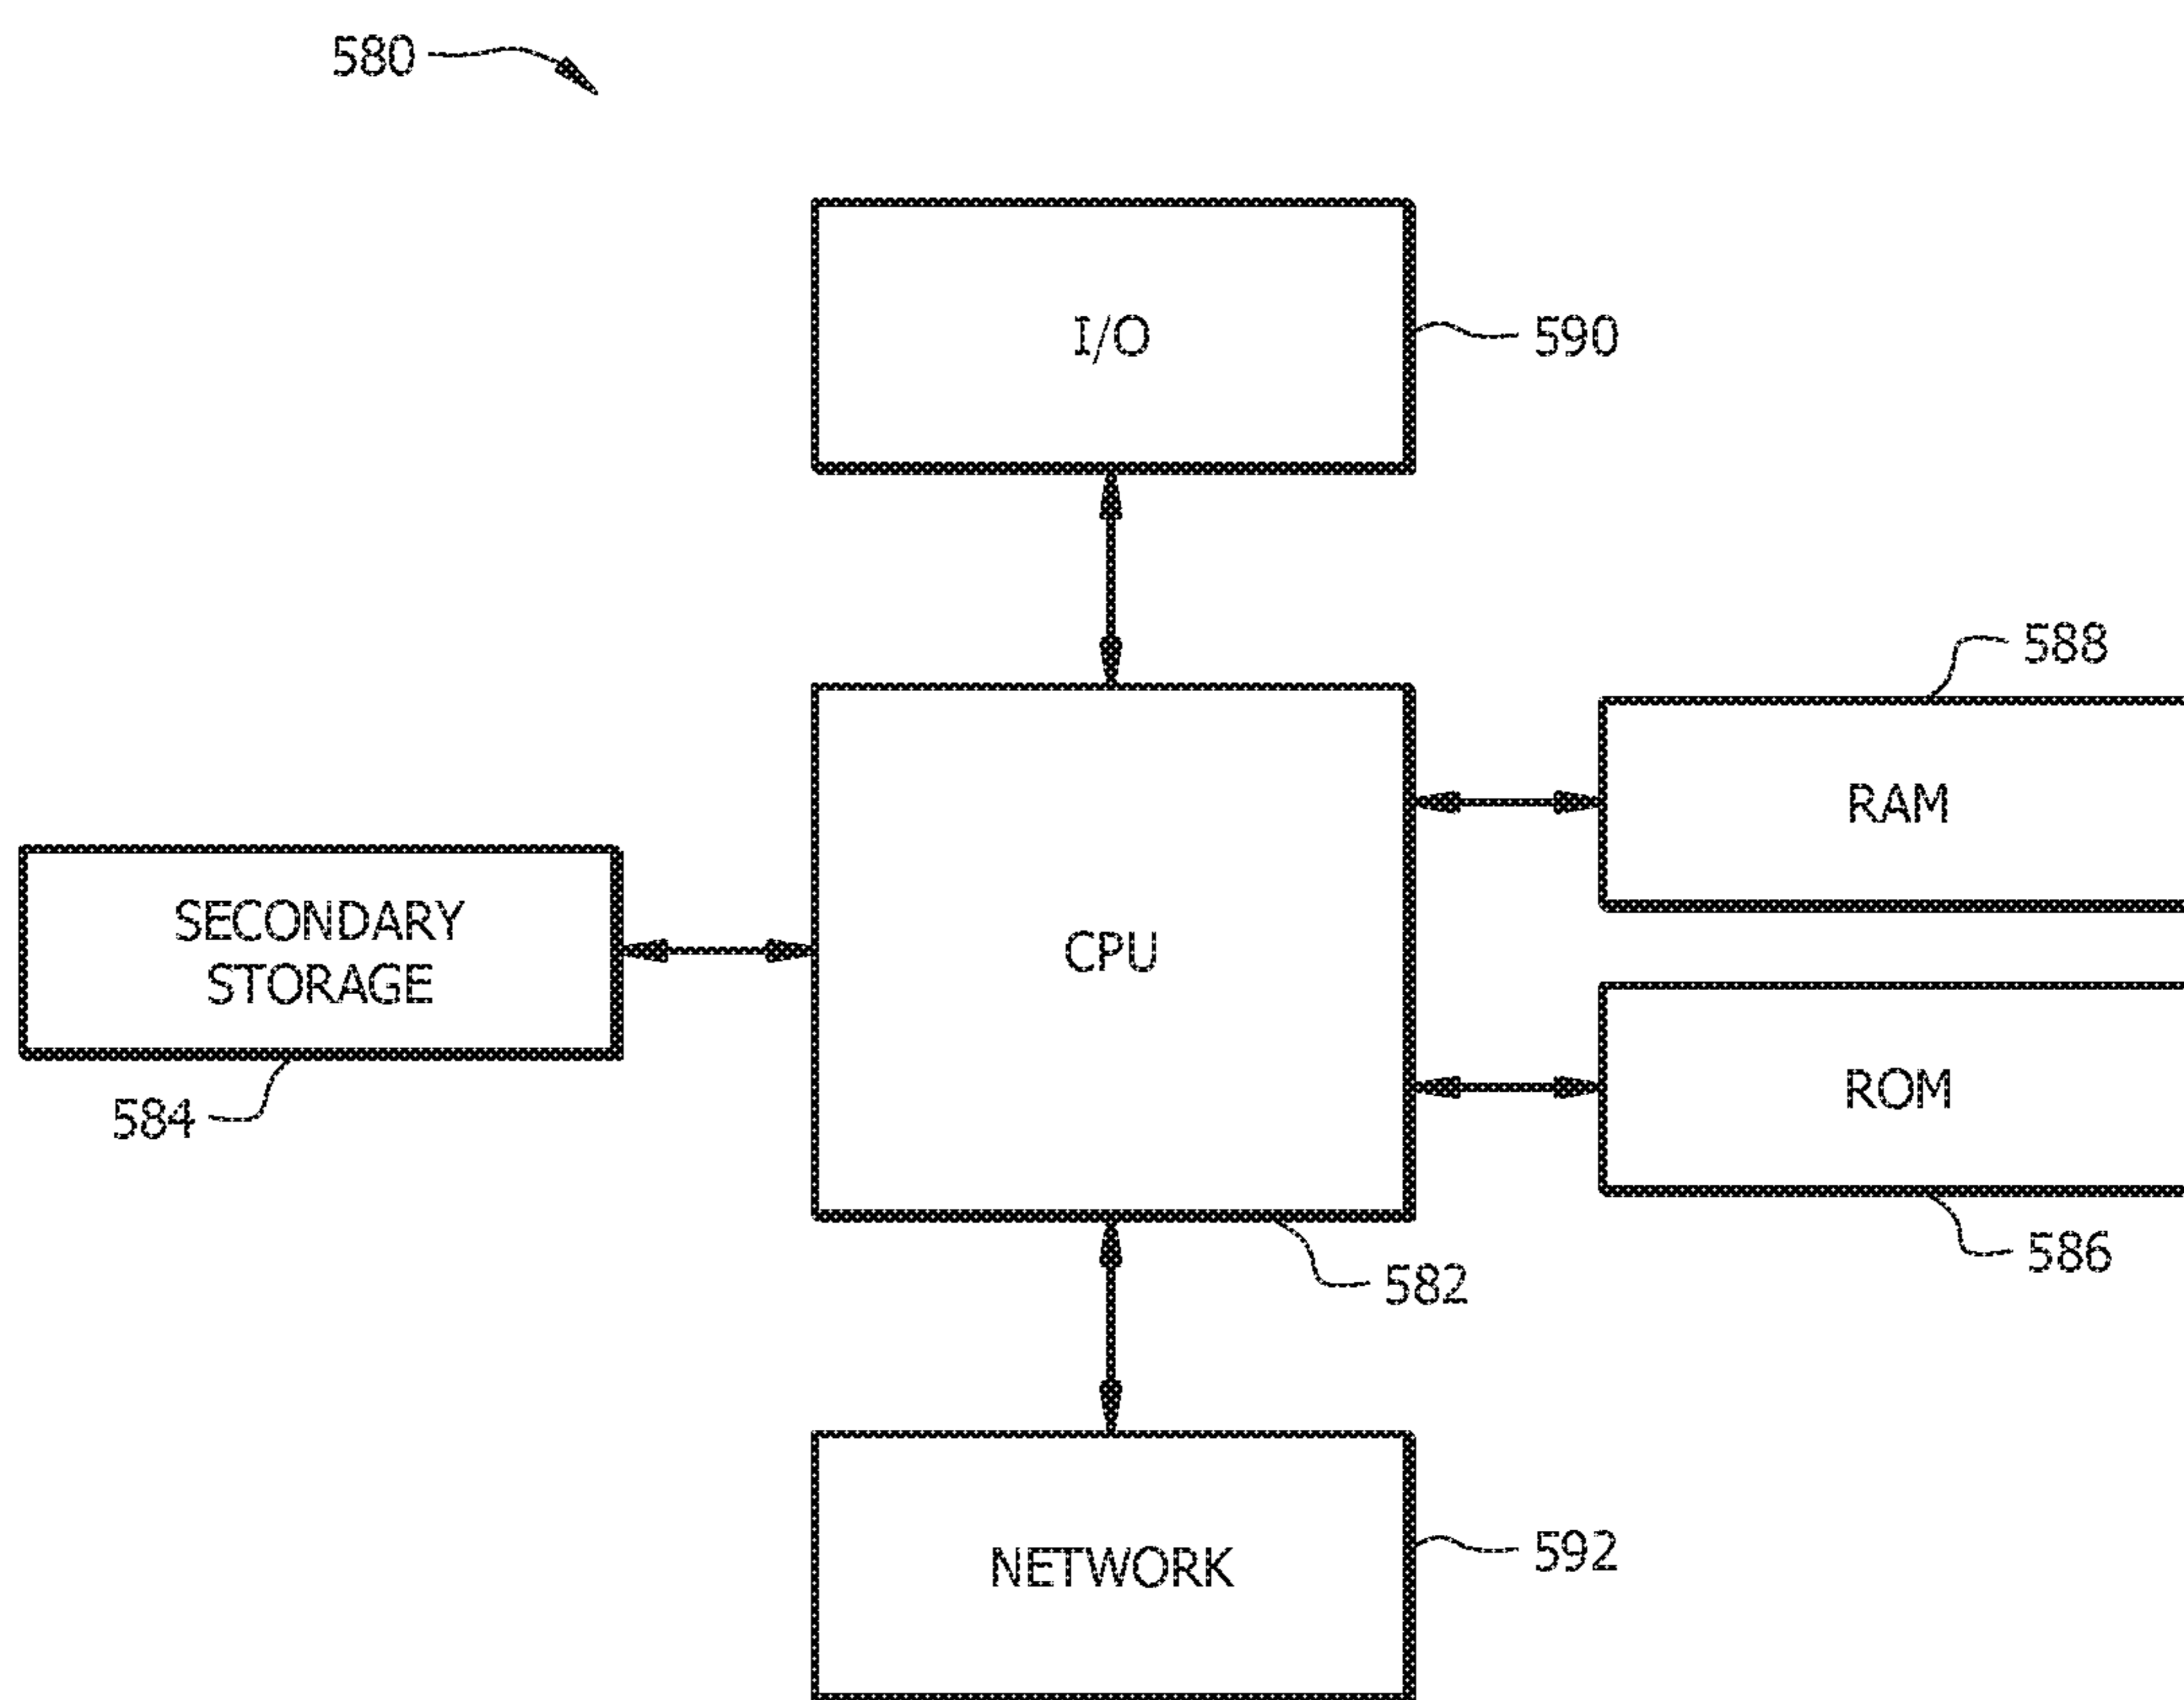 580
I/O
590
588
RAM
SECONDARY
STORAGE
CPU
584
ROM
586
582
NETWORK
592